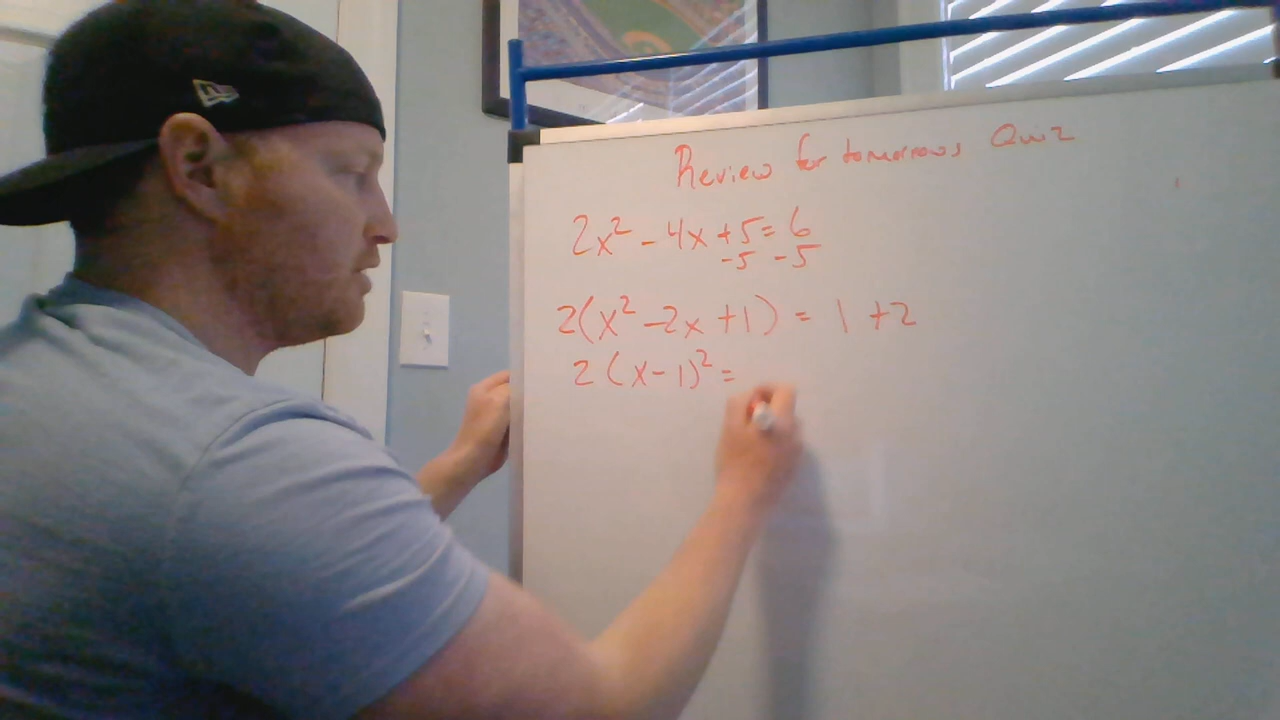 Review for tomorrows Quiz
2x² - 4x + 5 = 6
-5 -5
2(x² - 2x + 1) = 1 + 2
2(x - 1)² =